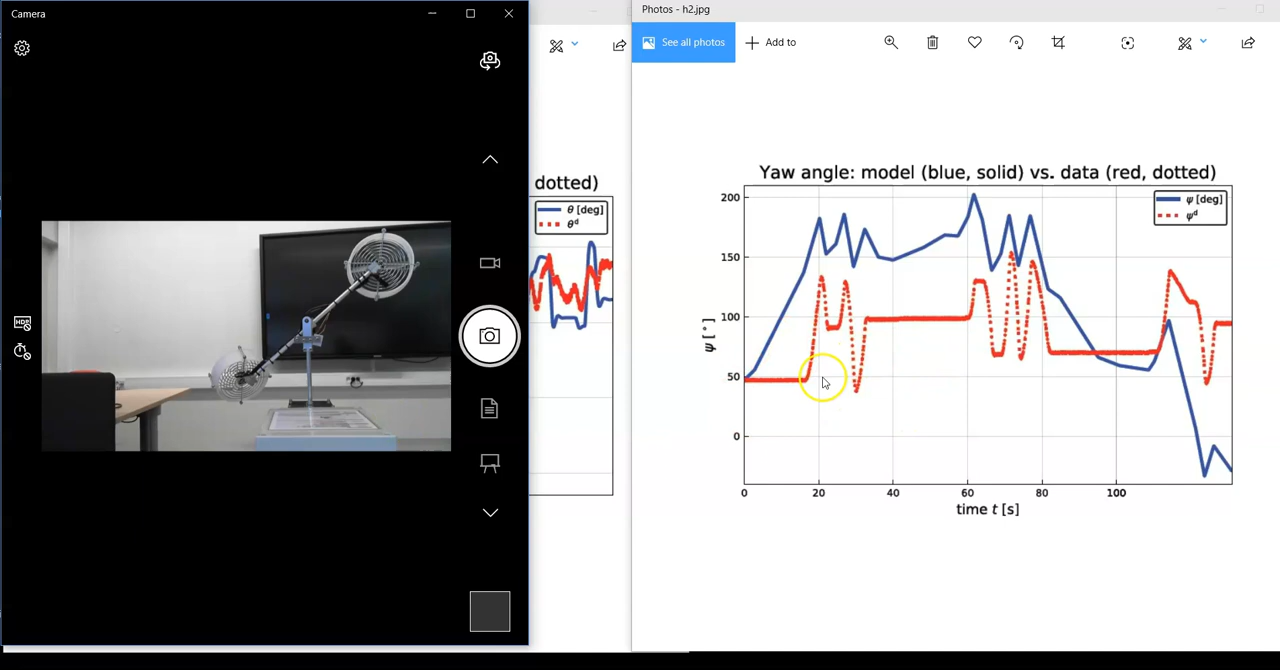 Camera
dotted)
θ [deg]
θᵈ
Photos - h2.jpg
See all photos
Add to
Yaw angle: model (blue, solid) vs. data (red, dotted)
ψ [deg]
ψᵈ
200
150
100
50
0
ψ [°]
0 20 40 60 80 100
time t [s]